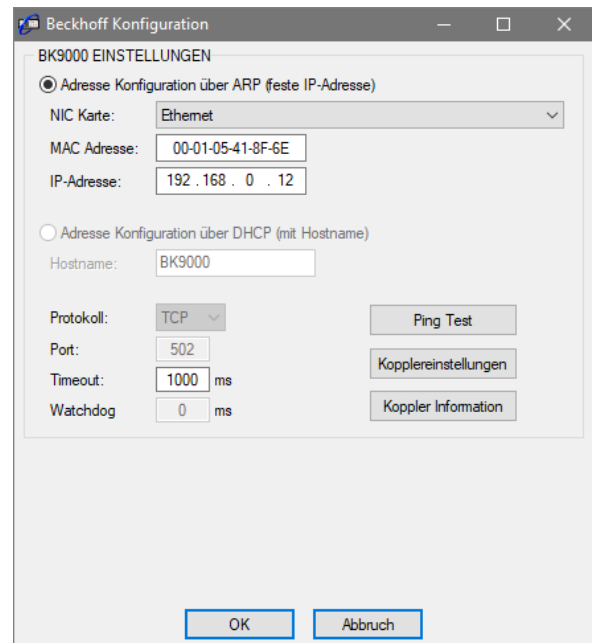 Beckhoff Konfiguration
BK9000 EINSTELLUNGEN
Adresse Konfiguration über ARP (feste IP-Adresse)
NIC Karte: Ethernet
MAC Adresse: 00-01-05-41-8F-6E
IP-Adresse: 192 . 168 . 0 . 12
Adresse Konfiguration über DHCP (mit Hostname)
Hostname: BK9000
Protokoll: TCP
Ping Test
Port: 502
Kopplereinstellungen
Timeout: 1000 ms
Koppler Information
Watchdog 0 ms
OK Abbruch